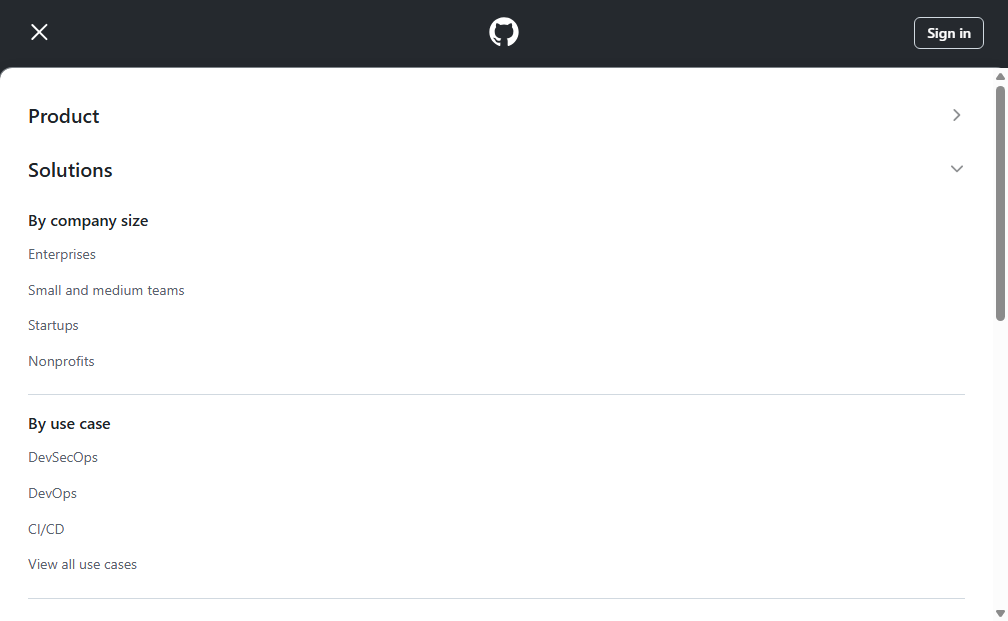 Sign in
Product
Solutions
By company size
Enterprises
Small and medium teams
Startups
Nonprofits
By use case
DevSecOps
DevOps
CI/CD
View all use cases